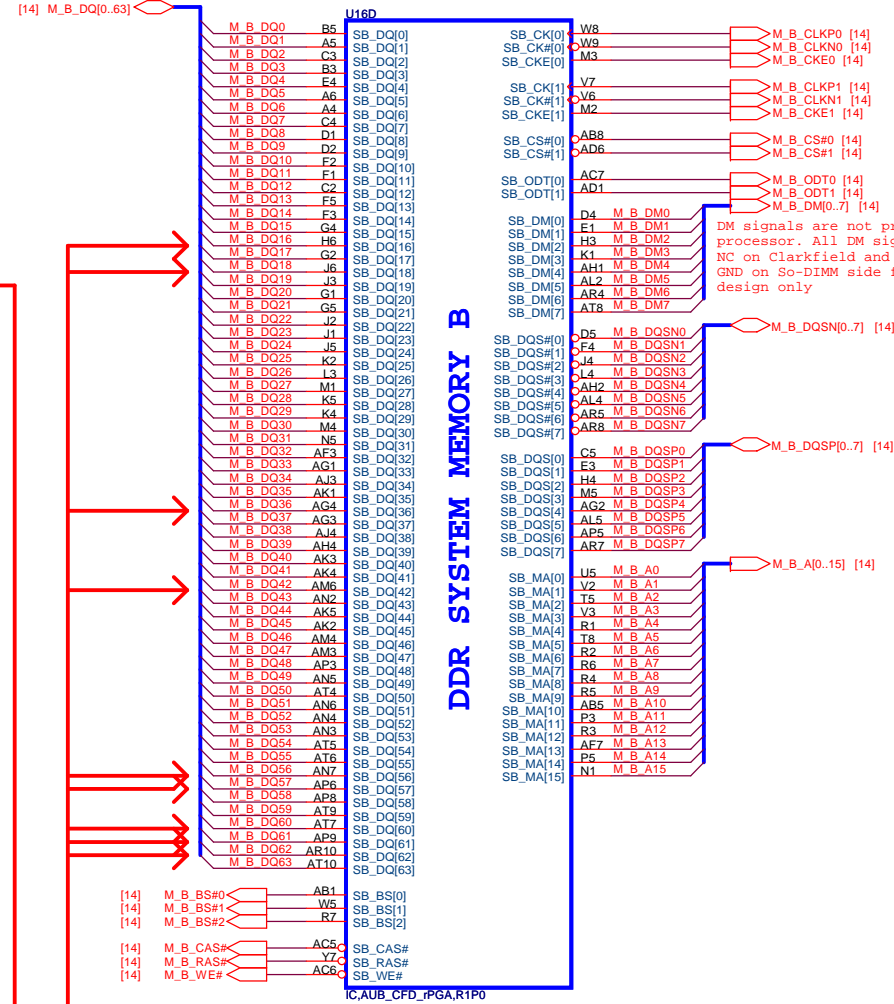 [14] M_B_DQ[0..63]
U16D
M_B_DQ0 B5 SB_DQ[0]
M_B_DQ1 A5 SB_DQ[1]
M_B_DQ2 C3 SB_DQ[2]
M_B_DQ3 B3 SB_DQ[3]
M_B_DQ4 E4 SB_DQ[4]
M_B_DQ5 A6 SB_DQ[5]
M_B_DQ6 A4 SB_DQ[6]
M_B_DQ7 C4 SB_DQ[7]
M_B_DQ8 D1 SB_DQ[8]
M_B_DQ9 D2 SB_DQ[9]
M_B_DQ10 F2 SB_DQ[10]
M_B_DQ11 F1 SB_DQ[11]
M_B_DQ12 C2 SB_DQ[12]
M_B_DQ13 F5 SB_DQ[13]
M_B_DQ14 F3 SB_DQ[14]
M_B_DQ15 G4 SB_DQ[15]
M_B_DQ16 H6 SB_DQ[16]
M_B_DQ17 G2 SB_DQ[17]
M_B_DQ18 J6 SB_DQ[18]
M_B_DQ19 J3 SB_DQ[19]
M_B_DQ20 G1 SB_DQ[20]
M_B_DQ21 G5 SB_DQ[21]
M_B_DQ22 J2 SB_DQ[22]
M_B_DQ23 J1 SB_DQ[23]
M_B_DQ24 J5 SB_DQ[24]
M_B_DQ25 K2 SB_DQ[25]
M_B_DQ26 L3 SB_DQ[26]
M_B_DQ27 M1 SB_DQ[27]
M_B_DQ28 K5 SB_DQ[28]
M_B_DQ29 K4 SB_DQ[29]
M_B_DQ30 M4 SB_DQ[30]
M_B_DQ31 N5 SB_DQ[31]
M_B_DQ32 AF3 SB_DQ[32]
M_B_DQ33 AG1 SB_DQ[33]
M_B_DQ34 AJ3 SB_DQ[34]
M_B_DQ35 AK1 SB_DQ[35]
M_B_DQ36 AG4 SB_DQ[36]
M_B_DQ37 AG3 SB_DQ[37]
M_B_DQ38 AJ4 SB_DQ[38]
M_B_DQ39 AH4 SB_DQ[39]
M_B_DQ40 AK3 SB_DQ[40]
M_B_DQ41 AK4 SB_DQ[41]
M_B_DQ42 AM6 SB_DQ[42]
M_B_DQ43 AN2 SB_DQ[43]
M_B_DQ44 AK5 SB_DQ[44]
M_B_DQ45 AK2 SB_DQ[45]
M_B_DQ46 AM4 SB_DQ[46]
M_B_DQ47 AM3 SB_DQ[47]
M_B_DQ48 AP3 SB_DQ[48]
M_B_DQ49 AN5 SB_DQ[49]
M_B_DQ50 AT4 SB_DQ[50]
M_B_DQ51 AN6 SB_DQ[51]
M_B_DQ52 AN4 SB_DQ[52]
M_B_DQ53 AN3 SB_DQ[53]
M_B_DQ54 AT5 SB_DQ[54]
M_B_DQ55 AT6 SB_DQ[55]
M_B_DQ56 AN7 SB_DQ[56]
M_B_DQ57 AP6 SB_DQ[57]
M_B_DQ58 AP8 SB_DQ[58]
M_B_DQ59 AT9 SB_DQ[59]
M_B_DQ60 AT7 SB_DQ[60]
M_B_DQ61 AP9 SB_DQ[61]
M_B_DQ62 AR10 SB_DQ[62]
M_B_DQ63 AT10 SB_DQ[63]
[14] M_B_BS#0 AB1 SB_BS[0]
[14] M_B_BS#1 W5 SB_BS[1]
[14] M_B_BS#2 R7 SB_BS[2]
[14] M_B_CAS# AC5 SB_CAS#
[14] M_B_RAS# Y7 SB_RAS#
[14] M_B_WE# AC6 SB_WE#
DDR SYSTEM MEMORY B
SB_CK[0] W8 M_B_CLKP0 [14]
SB_CK#[0] W9 M_B_CLKN0 [14]
SB_CKE[0] M3 M_B_CKE0 [14]
SB_CK[1] V7 M_B_CLKP1 [14]
SB_CK#[1] V6 M_B_CLKN1 [14]
SB_CKE[1] M2 M_B_CKE1 [14]
SB_CS#[0] AB8 M_B_CS#0 [14]
SB_CS#[1] AD6 M_B_CS#1 [14]
SB_ODT[0] AC7 M_B_ODT0 [14]
SB_ODT[1] AD1 M_B_ODT1 [14]
M_B_DM[0..7] [14]
SB_DM[0] D4 M_B_DM0
SB_DM[1] E1 M_B_DM1
SB_DM[2] H3 M_B_DM2
SB_DM[3] K1 M_B_DM3
SB_DM[4] AH1 M_B_DM4
SB_DM[5] AL2 M_B_DM5
SB_DM[6] AR4 M_B_DM6
SB_DM[7] AT8 M_B_DM7
DM signals are not pr
processor. All DM sig
NC on Clarkfield and
GND on So-DIMM side f
design only
M_B_DQSN[0..7] [14]
SB_DQS#[0] D5 M_B_DQSN0
SB_DQS#[1] F4 M_B_DQSN1
SB_DQS#[2] J4 M_B_DQSN2
SB_DQS#[3] L4 M_B_DQSN3
SB_DQS#[4] AH2 M_B_DQSN4
SB_DQS#[5] AL4 M_B_DQSN5
SB_DQS#[6] AR5 M_B_DQSN6
SB_DQS#[7] AR8 M_B_DQSN7
M_B_DQSP[0..7] [14]
SB_DQS[0] C5 M_B_DQSP0
SB_DQS[1] E3 M_B_DQSP1
SB_DQS[2] H4 M_B_DQSP2
SB_DQS[3] M5 M_B_DQSP3
SB_DQS[4] AG2 M_B_DQSP4
SB_DQS[5] AL5 M_B_DQSP5
SB_DQS[6] AP5 M_B_DQSP6
SB_DQS[7] AR7 M_B_DQSP7
M_B_A[0..15] [14]
SB_MA[0] U5 M_B_A0
SB_MA[1] V2 M_B_A1
SB_MA[2] T5 M_B_A2
SB_MA[3] V3 M_B_A3
SB_MA[4] R1 M_B_A4
SB_MA[5] T8 M_B_A5
SB_MA[6] R2 M_B_A6
SB_MA[7] R6 M_B_A7
SB_MA[8] R4 M_B_A8
SB_MA[9] R5 M_B_A9
SB_MA[10] AB5 M_B_A10
SB_MA[11] P3 M_B_A11
SB_MA[12] R3 M_B_A12
SB_MA[13] AF7 M_B_A13
SB_MA[14] P5 M_B_A14
SB_MA[15] N1 M_B_A15
IC,AUB_CFD_rPGA,R1P0